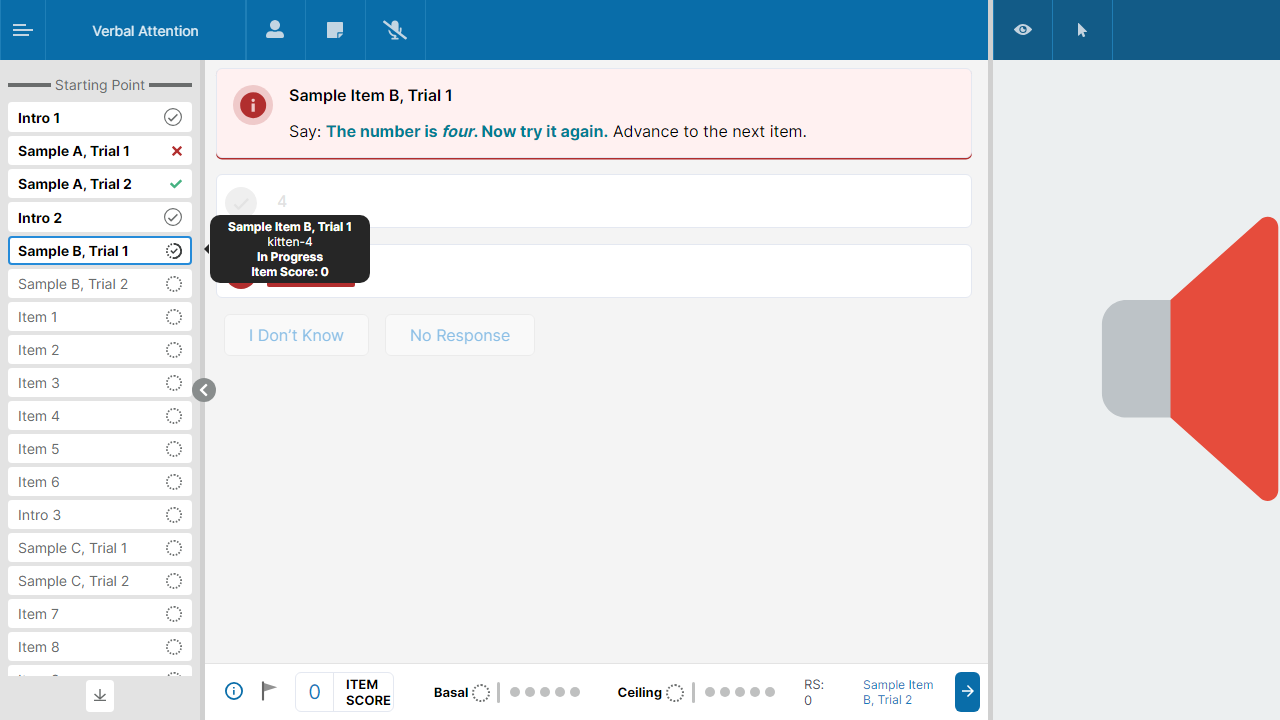 Verbal Attention
Starting Point
Intro 1
Sample A, Trial 1
Sample A, Trial 2
Intro 2
Sample B, Trial 1
Sample B, Trial 2
Item 1
Item 2
Item 3
Item 4
Item 5
Item 6
Intro 3
Sample C, Trial 1
Sample C, Trial 2
Item 7
Item 8
Sample Item B, Trial 1
Say: The number is four. Now try it again. Advance to the next item.
4
Sample Item B, Trial 1
kitten-4
In Progress
Item Score: 0
I Don't Know
No Response
0
ITEM
SCORE
Basal
Ceiling
RS:
0
Sample Item
B, Trial 2